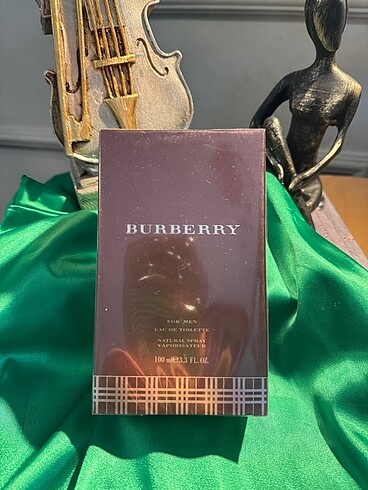 BURBERRY
FOR MEN
EAU DE TOILETTE
NATURAL SPRAY
VAPORISATEUR
100 ml℮3.3 FL. OZ